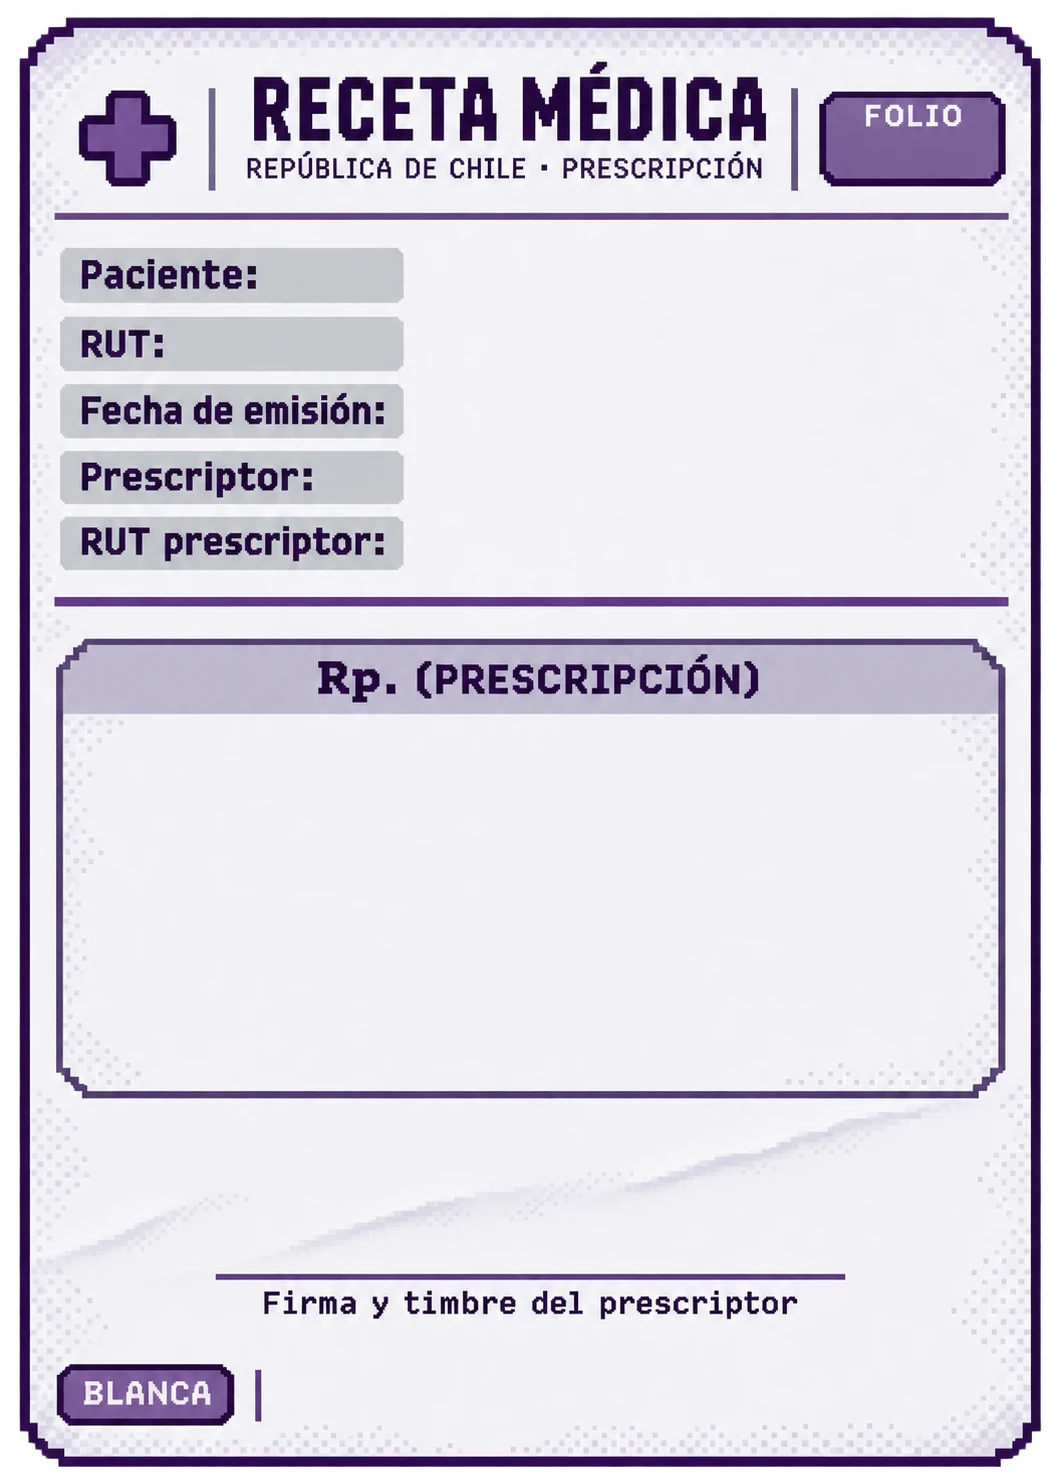 RECETA MÉDICA
REPÚBLICA DE CHILE · PRESCRIPCIÓN
FOLIO
Paciente:
RUT:
Fecha de emisión:
Prescriptor:
RUT prescriptor:
Rp. (PRESCRIPCIÓN)
Firma y timbre del prescriptor
BLANCA